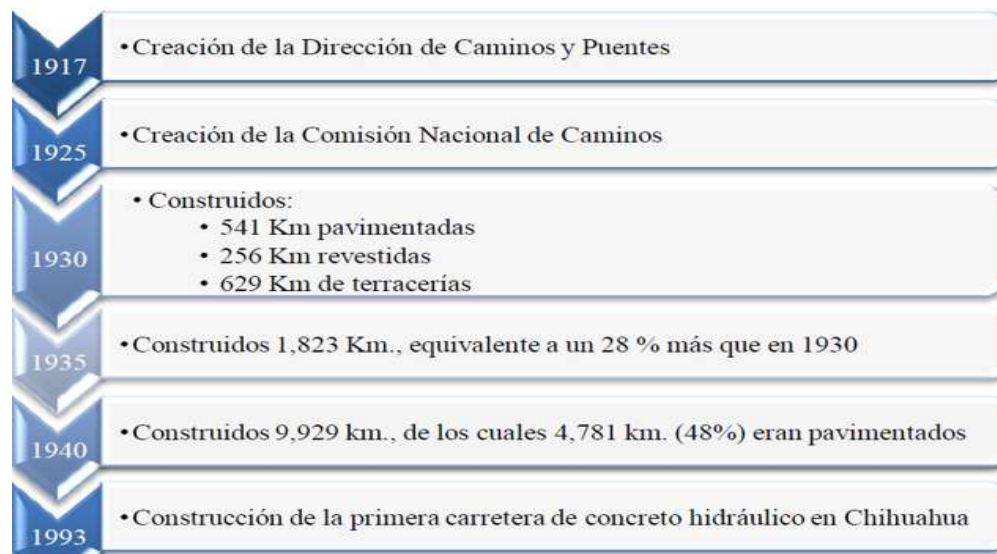 1917
•Creación de la Dirección de Caminos y Puentes
1925
•Creación de la Comisión Nacional de Caminos
1930
• Construidos:
• 541 Km pavimentadas
• 256 Km revestidas
• 629 Km de terracerías
1935
•Construidos 1,823 Km., equivalente a un 28 % más que en 1930
1940
•Construidos 9,929 km., de los cuales 4,781 km. (48%) eran pavimentados
1993
•Construcción de la primera carretera de concreto hidráulico en Chihuahua